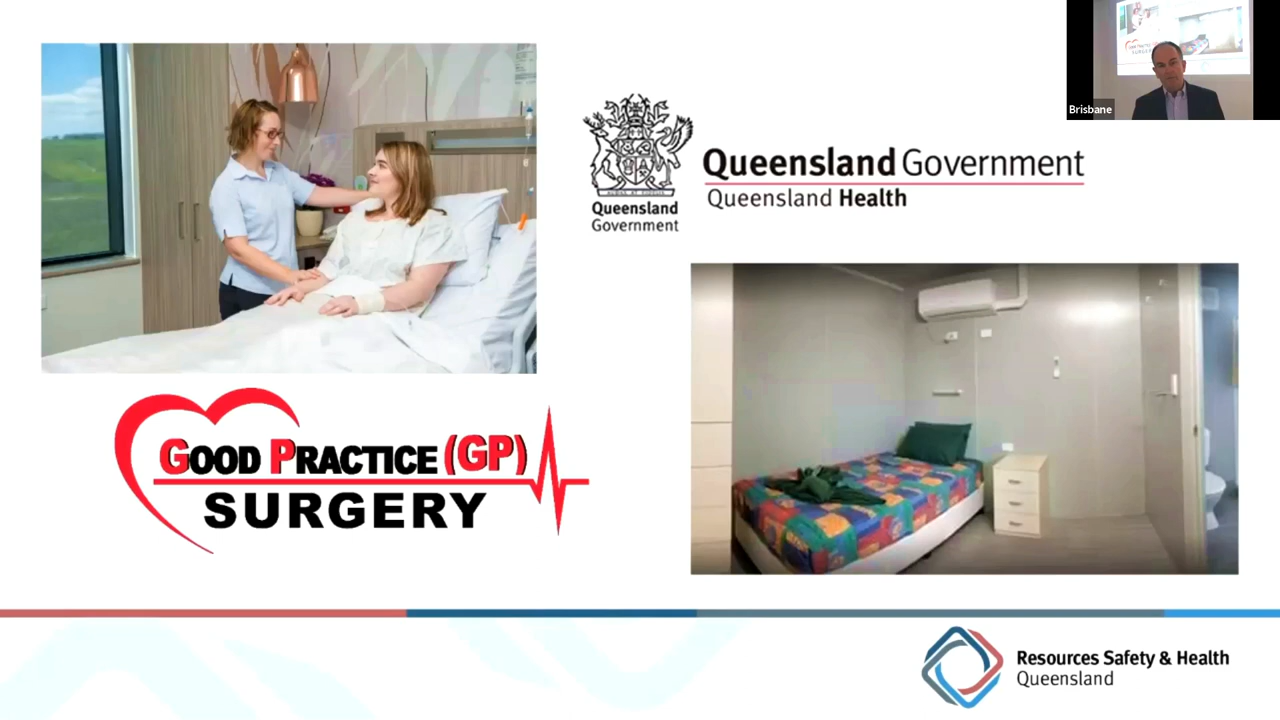 Brisbane
Queensland Government
Queensland Health
Queensland
Government
GOOD PRACTICE (GP)
SURGERY
Resources Safety & Health
Queensland